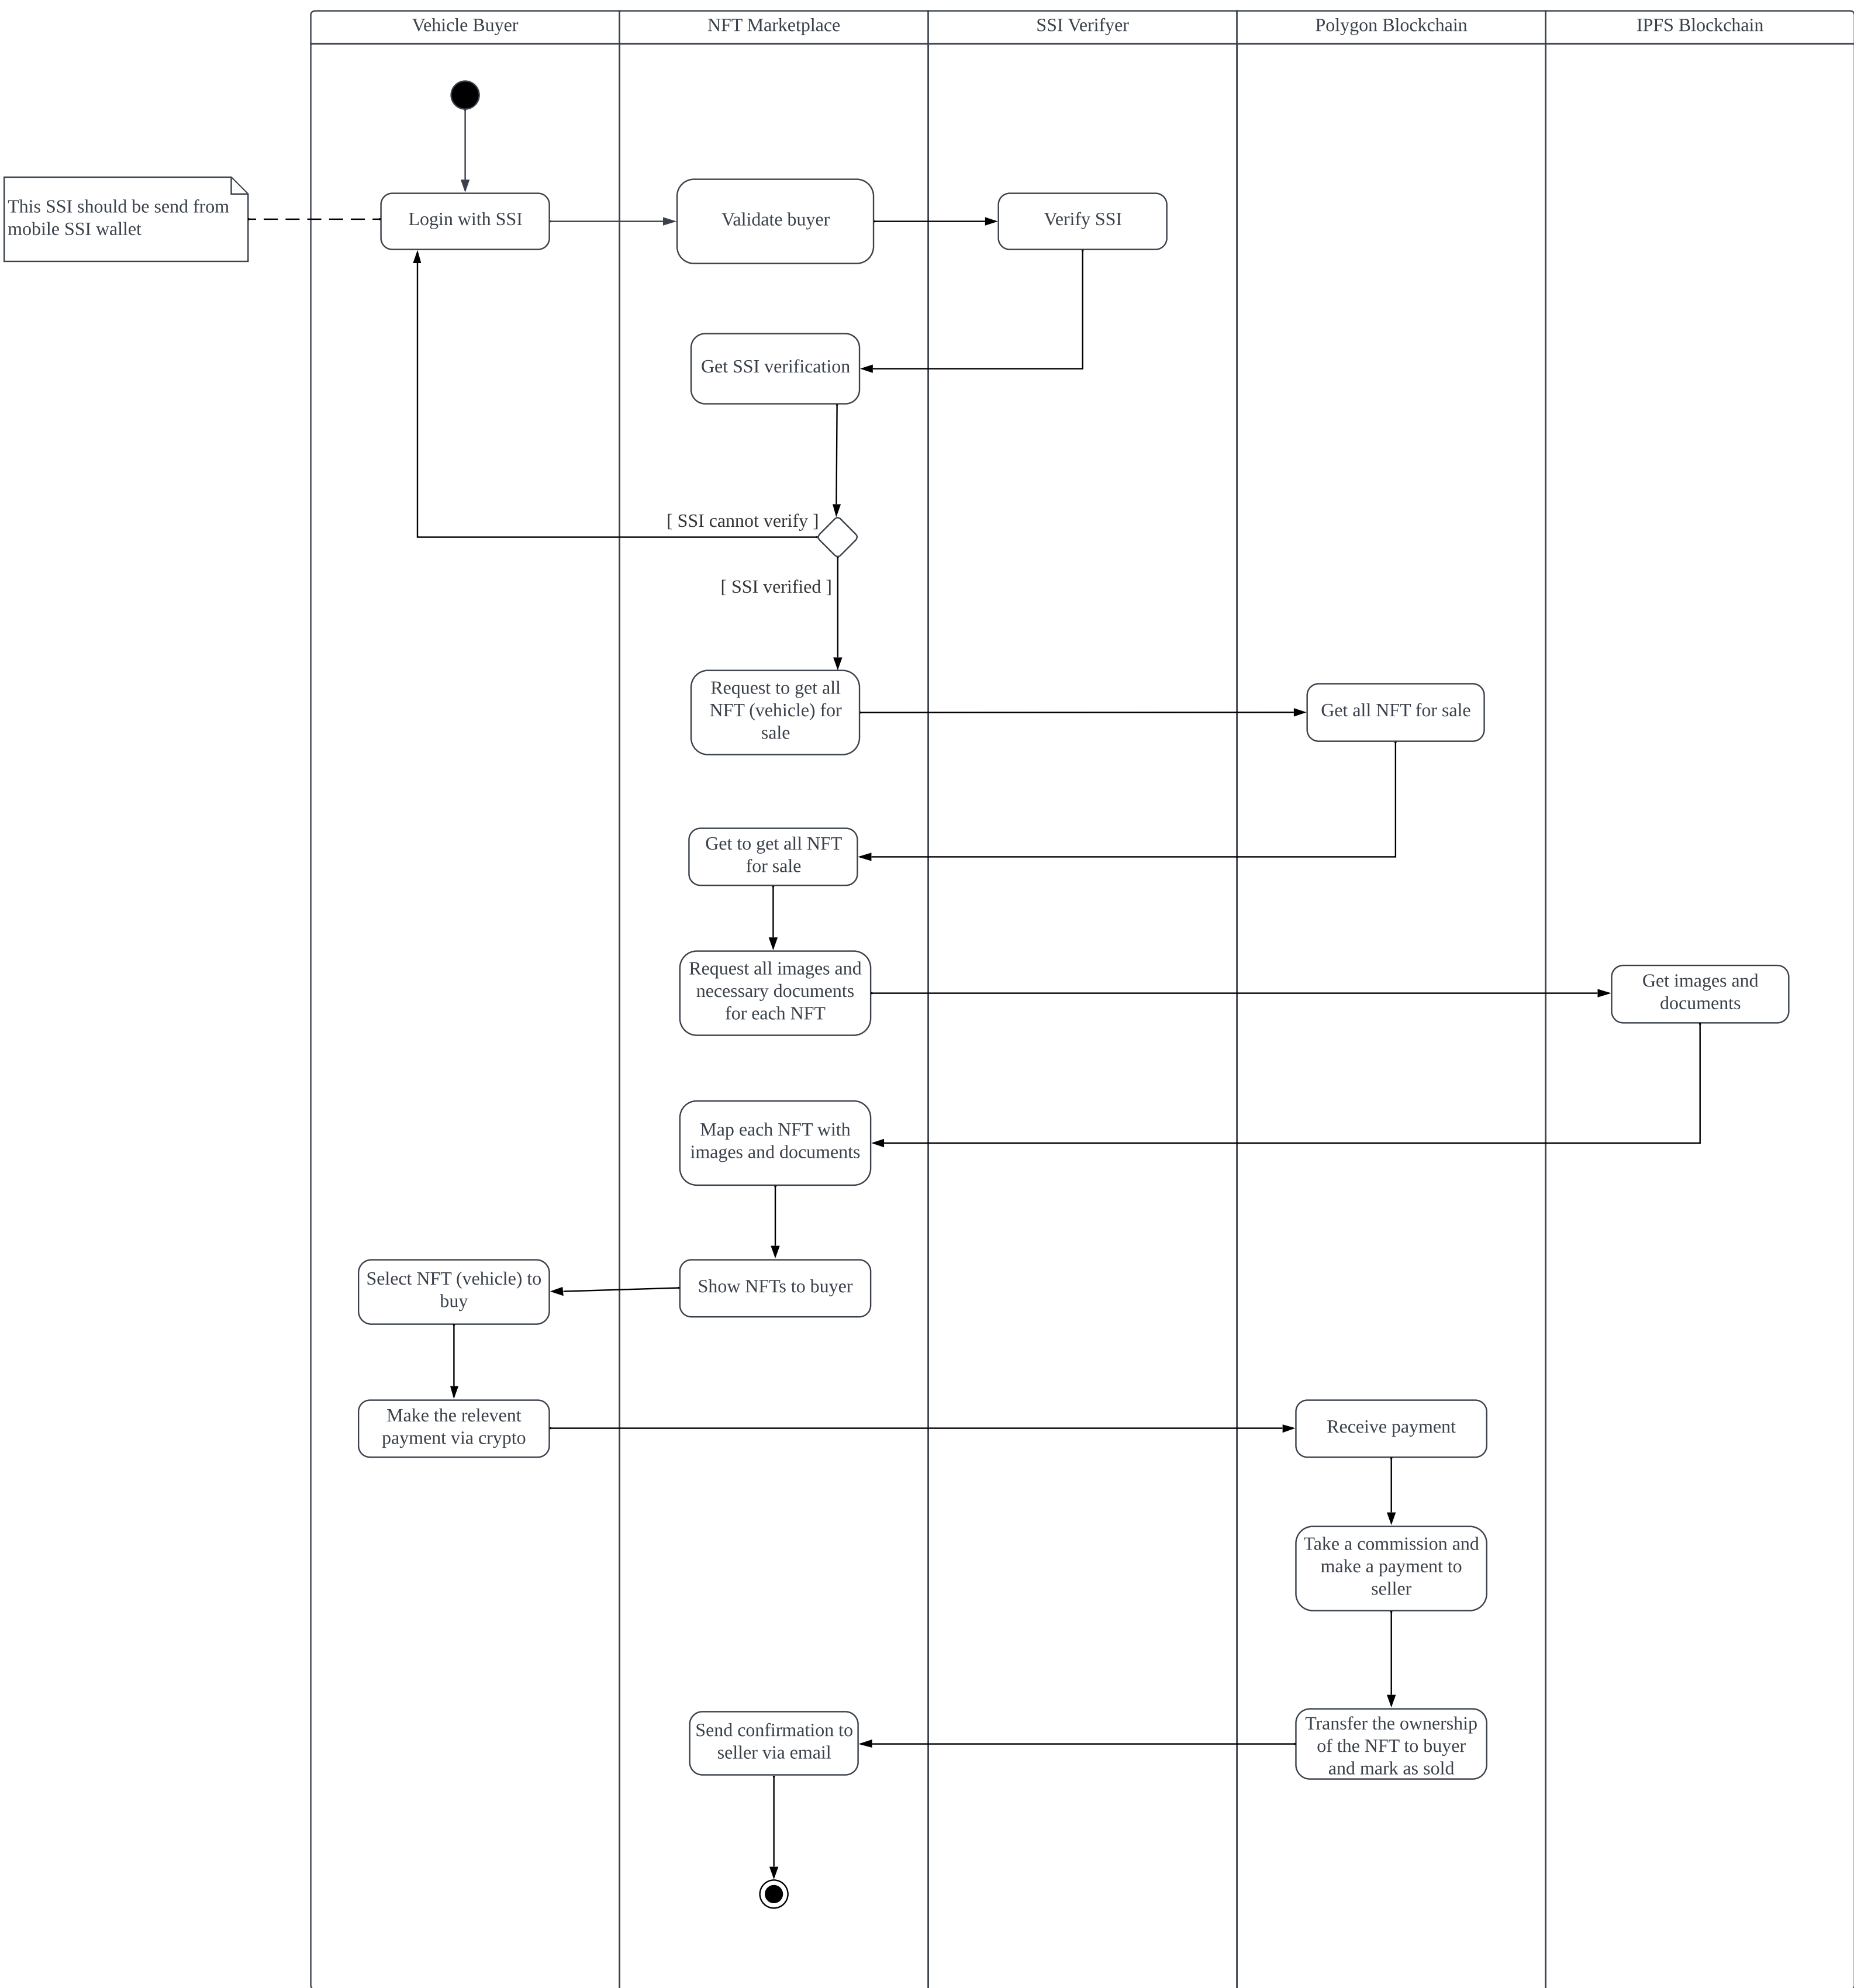 Vehicle Buyer
NFT Marketplace
SSI Verifyer
Polygon Blockchain
IPFS Blockchain
This SSI should be send from
mobile SSI wallet
Login with SSI
Validate buyer
Verify SSI
Get SSI verification
[ SSI cannot verify ]
[ SSI verified ]
Request to get all
NFT (vehicle) for
sale
Get all NFT for sale
Get to get all NFT
for sale
Request all images and
necessary documents
for each NFT
Get images and
documents
Map each NFT with
images and documents
Select NFT (vehicle) to
buy
Show NFTs to buyer
Make the relevent
payment via crypto
Receive payment
Take a commission and
make a payment to
seller
Send confirmation to
seller via email
Transfer the ownership
of the NFT to buyer
and mark as sold